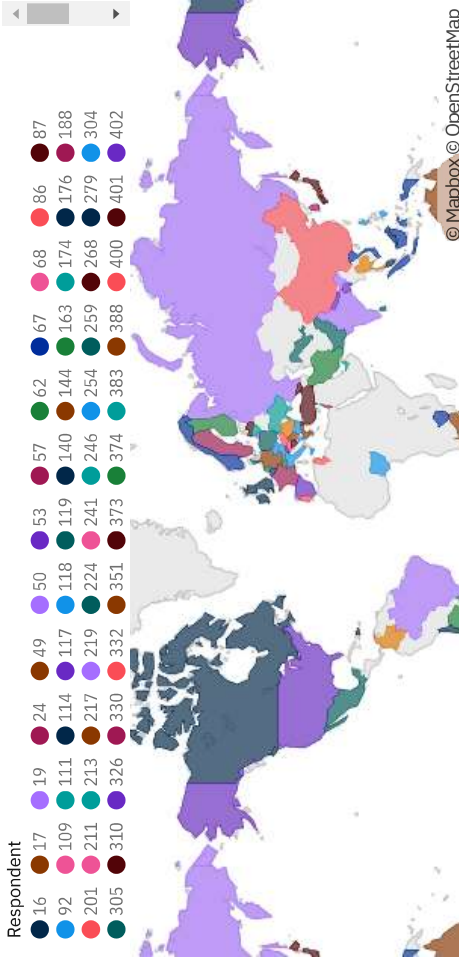 Respondent
16 17 19 24 49 50 53 57 62 67 68 86 87
92 109 111 114 117 118 119 140 144 163 174 176 188
201 211 213 217 219 224 241 246 254 259 268 279 304
305 310 326 330 332 351 373 374 383 388 400 401 402
© Mapbox © OpenStreetMap